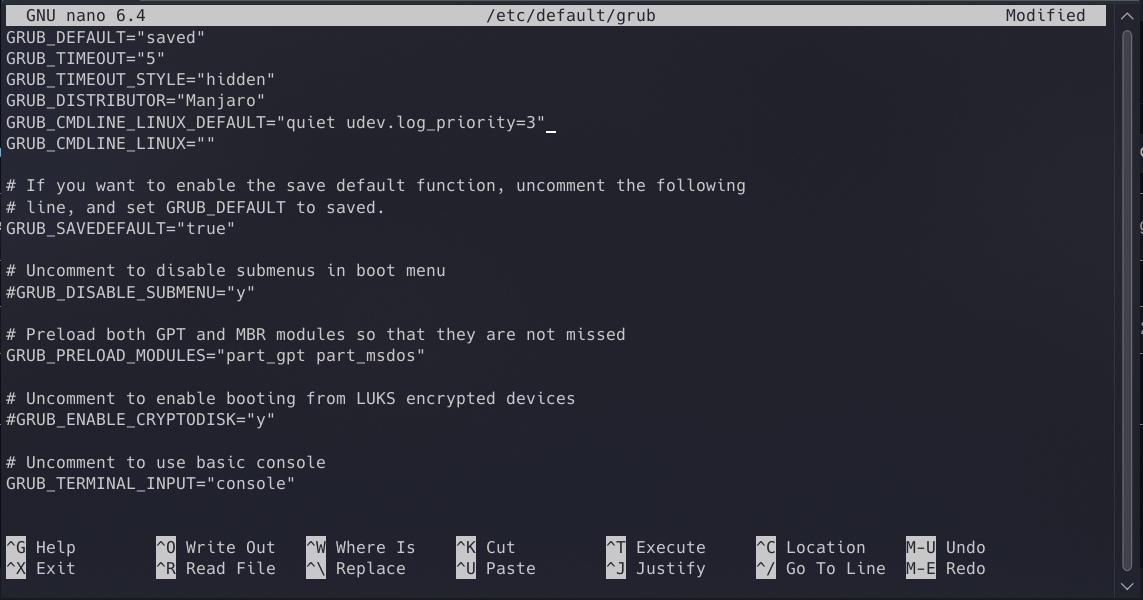 GNU nano 6.4 /etc/default/grub Modified
GRUB_DEFAULT="saved"
GRUB_TIMEOUT="5"
GRUB_TIMEOUT_STYLE="hidden"
GRUB_DISTRIBUTOR="Manjaro"
GRUB_CMDLINE_LINUX_DEFAULT="quiet udev.log_priority=3"
GRUB_CMDLINE_LINUX=""

# If you want to enable the save default function, uncomment the following
# line, and set GRUB_DEFAULT to saved.
GRUB_SAVEDEFAULT="true"

# Uncomment to disable submenus in boot menu
#GRUB_DISABLE_SUBMENU="y"

# Preload both GPT and MBR modules so that they are not missed
GRUB_PRELOAD_MODULES="part_gpt part_msdos"

# Uncomment to enable booting from LUKS encrypted devices
#GRUB_ENABLE_CRYPTODISK="y"

# Uncomment to use basic console
GRUB_TERMINAL_INPUT="console"

^G Help ^O Write Out ^W Where Is ^K Cut ^T Execute ^C Location M-U Undo
^X Exit ^R Read File ^\ Replace ^U Paste ^J Justify ^/ Go To Line M-E Redo